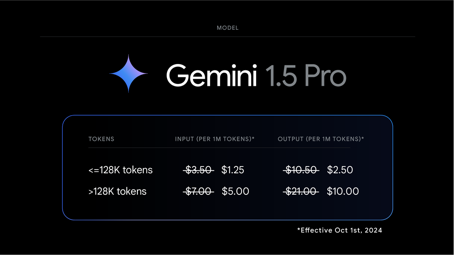 MODEL
Gemini 1.5 Pro
TOKENS INPUT (PER 1M TOKENS)* OUTPUT (PER 1M TOKENS)*
<=128K tokens $3.50 $1.25 $10.50 $2.50
>128K tokens $7.00 $5.00 $21.00 $10.00
*Effective Oct 1st, 2024